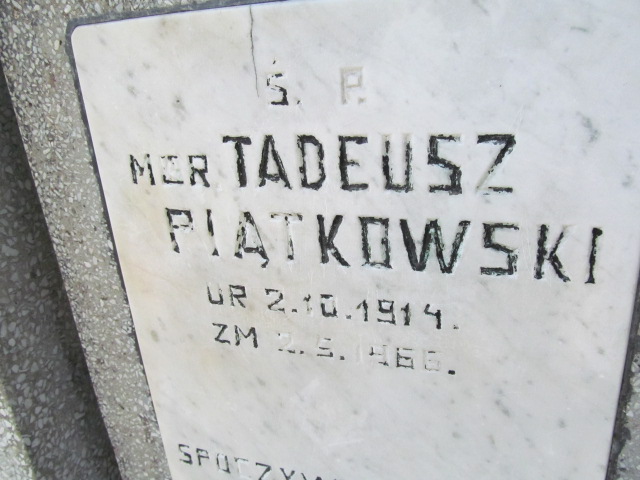 Ś. P.
MGR TADEUSZ
PIĄTKOWSKI
UR 2.10.1914.
ZM 2.5.1966.